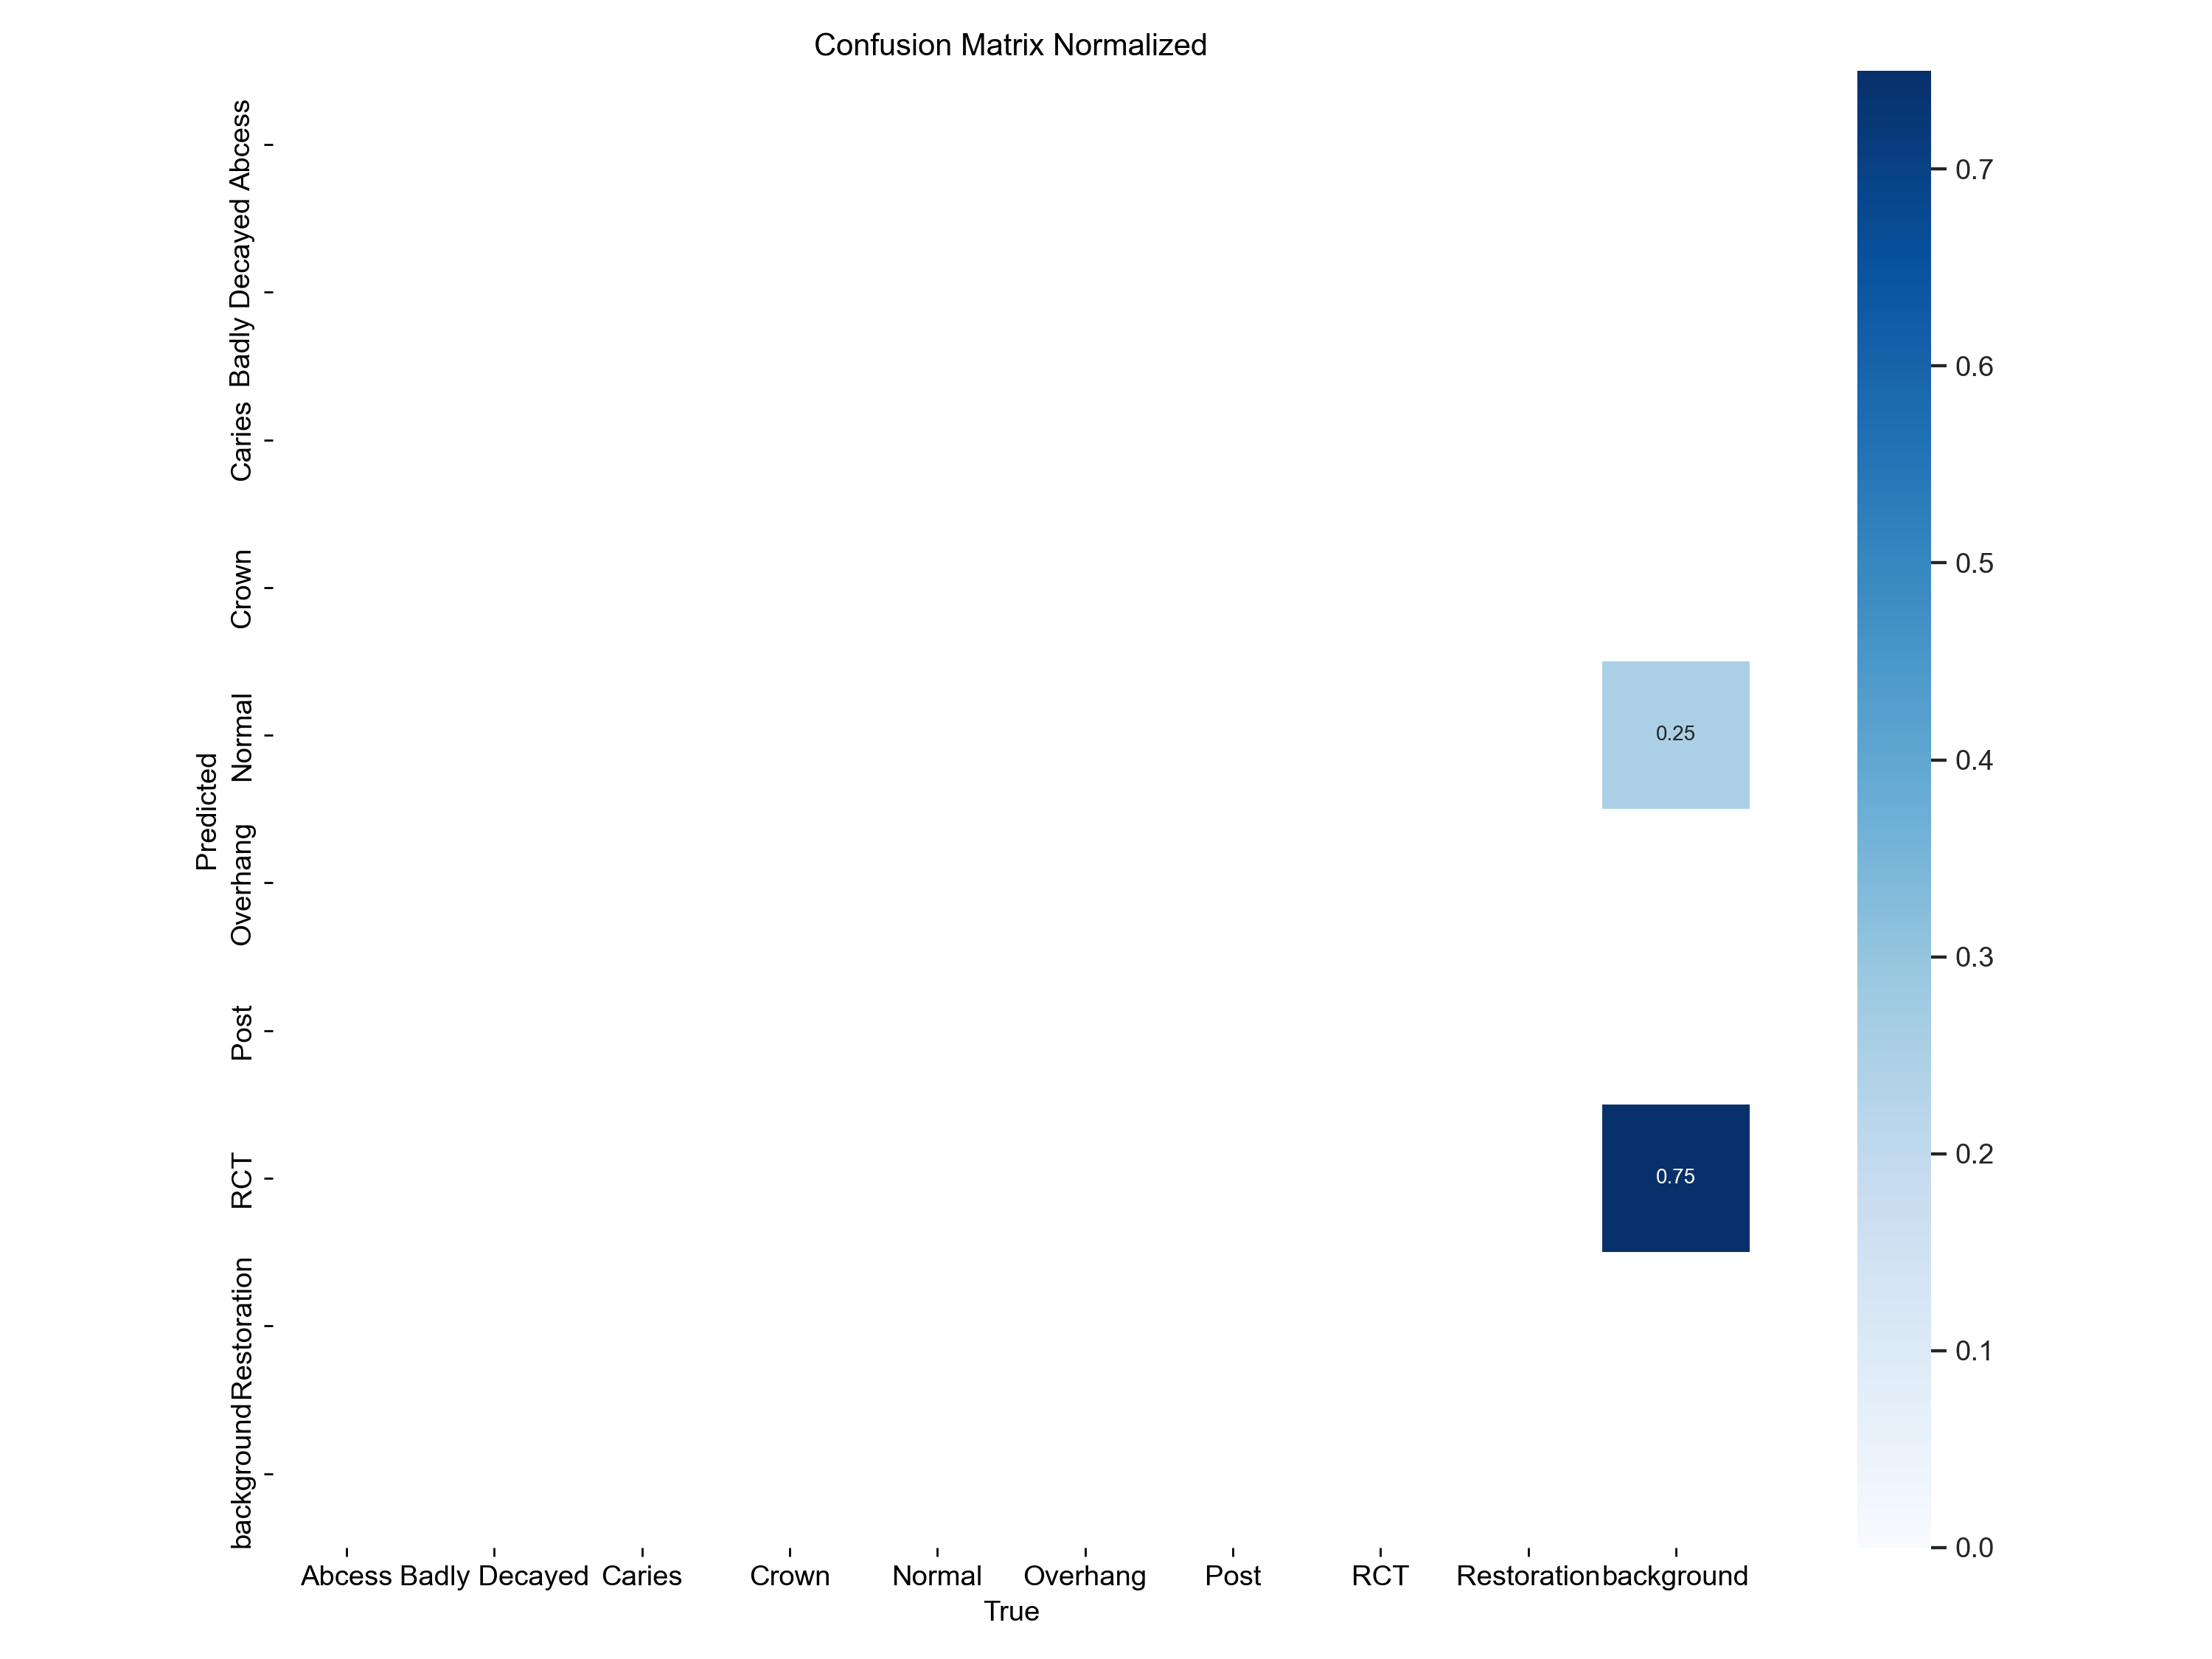 Confusion Matrix Normalized
Predicted
Abcess
Badly Decayed
Caries
Crown
Normal
Overhang
Post
RCT
Restoration
background
0.25
0.75
Abcess Badly Decayed Caries Crown Normal Overhang Post RCT Restoration background
True
0.7
0.6
0.5
0.4
0.3
0.2
0.1
0.0